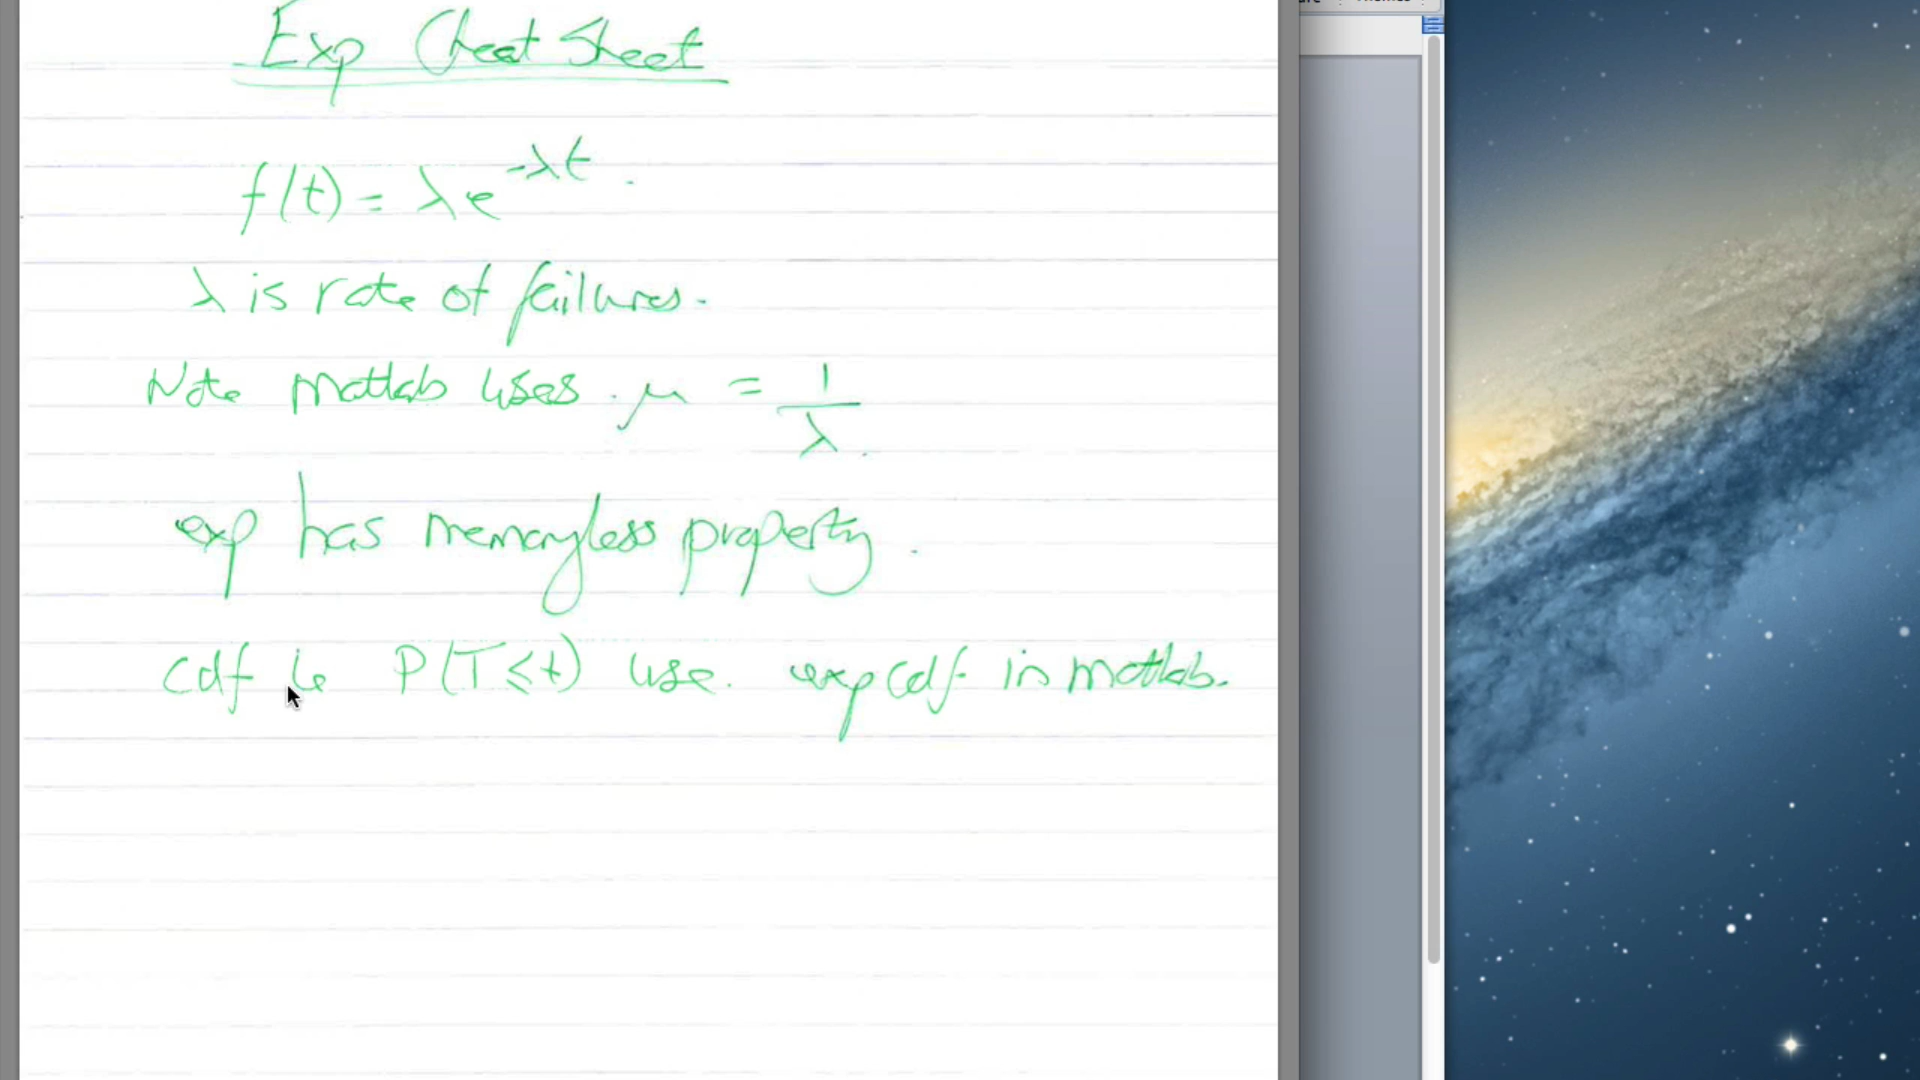 Exp Cheat Sheet
f(t) = λe^-λt.
λ is rate of failures.
Note matlab uses. μ = 1/λ.
exp has memoryless property.
cdf ie P(T≤t) use. expcdf in matlab.